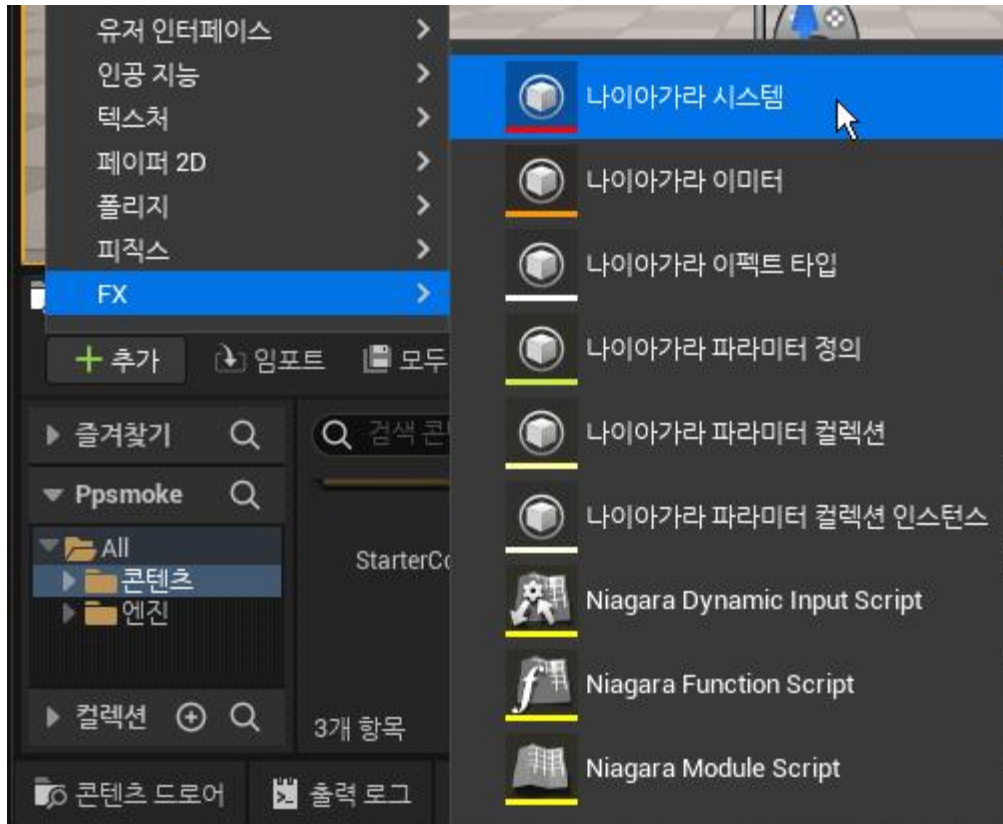 유저 인터페이스
인공 지능
텍스처
페이퍼 2D
폴리지
피직스
FX
나이아가라 시스템
나이아가라 이미터
나이아가라 이펙트 타입
나이아가라 파라미터 정의
나이아가라 파라미터 컬렉션
나이아가라 파라미터 컬렉션 인스턴스
Niagara Dynamic Input Script
Niagara Function Script
Niagara Module Script
추가
임포트
모두
즐겨찾기
검색
Ppsmoke
All
콘텐츠
엔진
StarterCo
컬렉션
3개 항목
콘텐츠 드로어
출력 로그